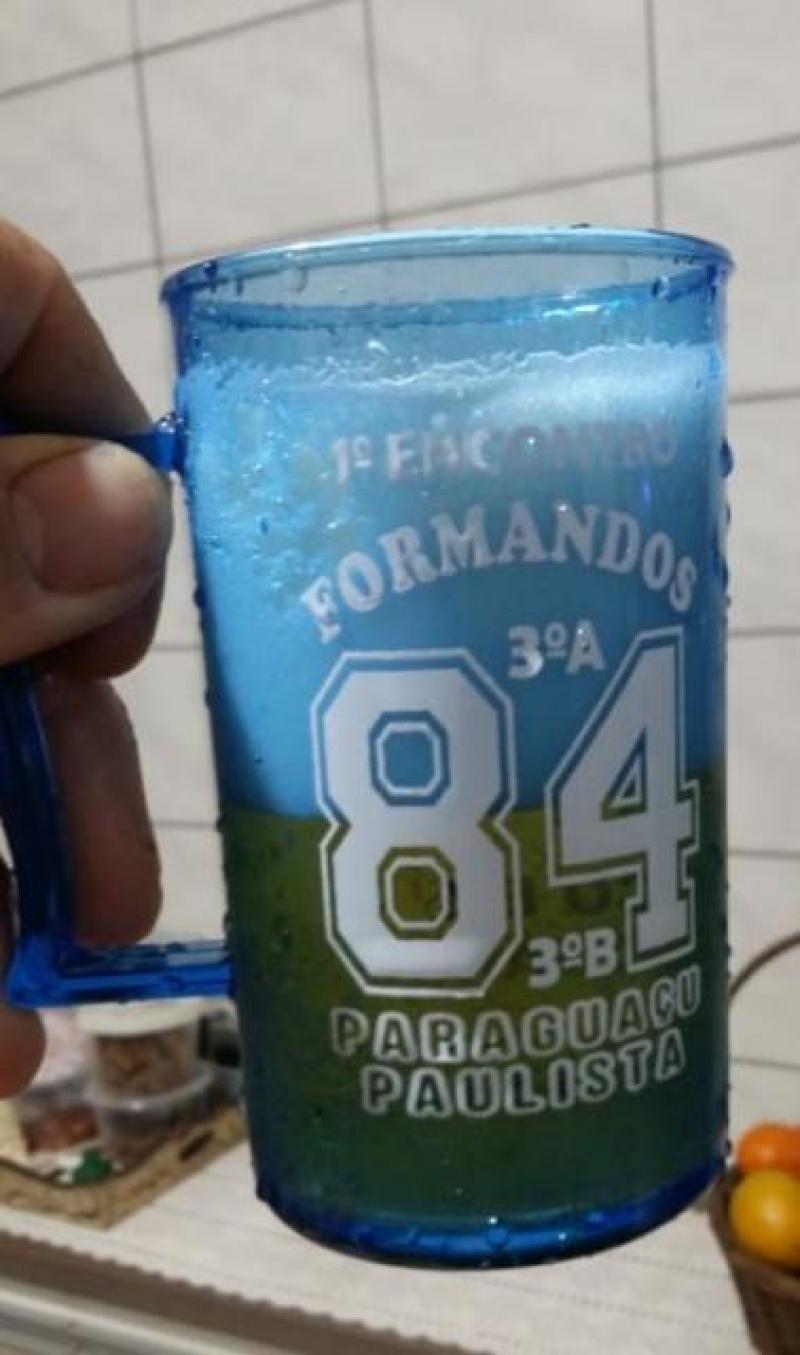 1º ENCONTRO
FORMANDOS
3ºA
84
3ºB
PARAGUAÇU
PAULISTA